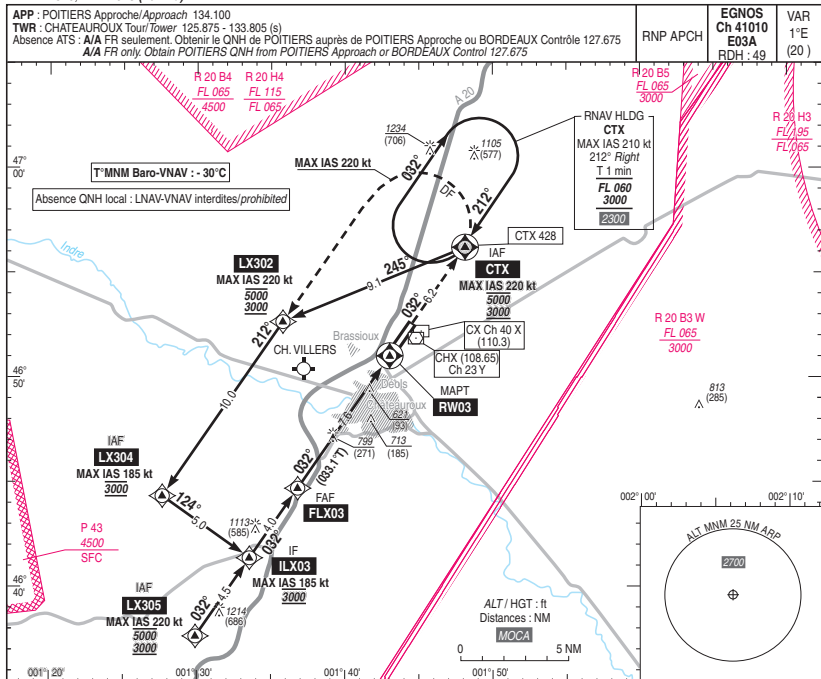 APP : POITIERS Approche/Approach 134.100
TWR : CHATEAUROUX Tour/Tower 125.875 - 133.805 (s)
Absence ATS : A/A FR seulement. Obtenir le QNH de POITIERS auprès de POITIERS Approche ou BORDEAUX Contrôle 127.675
A/A FR only. Obtain POITIERS QNH from POITIERS Approach or BORDEAUX Control 127.675
RNP APCH
EGNOS
Ch 41010
E03A
RDH : 49
VAR
1°E
(20 )
R 20 B4
FL 065
4500
R 20 H4
FL 115
FL 065
A 20
R 20 B5
FL 065
3000
R 20 H3
FL 195
FL 065
1234
(706)
1105
(577)
RNAV HLDG
CTX
MAX IAS 210 kt
212° Right
T 1 min
FL 060
3000
2300
47
00'
T°MNM Baro-VNAV : - 30°C
MAX IAS 220 kt
032°
DF
212°
Absence QNH local : LNAV-VNAV interdites/prohibited
Indre
CTX 428
IAF
CTX
MAX IAS 220 kt
5000
3000
LX302
MAX IAS 220 kt
5000
3000
245°
9.1
032°
6.2
212°
CX Ch 40 X
(110.3)
CHX (108.65)
Ch 23 Y
R 20 B3 W
FL 065
3000
Brassioux
CH. VILLERS
46
50'
Déols
Châteauroux
MAPT
RW03
813
(285)
10.0
7.6
621
(93)
799
(271)
713
(185)
032°
(033.1°T)
IAF
LX304
MAX IAS 185 kt
3000
124°
5.0
FAF
FLX03
002° 00'
002° 10'
P 43
4500
SFC
1113
(585)
4.0
032°
IF
ILX03
MAX IAS 185 kt
3000
ALT MNM 25 NM ARP
2700
46
40'
IAF
LX305
MAX IAS 220 kt
5000
3000
032°
4.5
1214
(686)
ALT / HGT : ft
Distances : NM
MOCA
0
5 NM
001° 20'
001° 30'
001° 40'
001° 50'